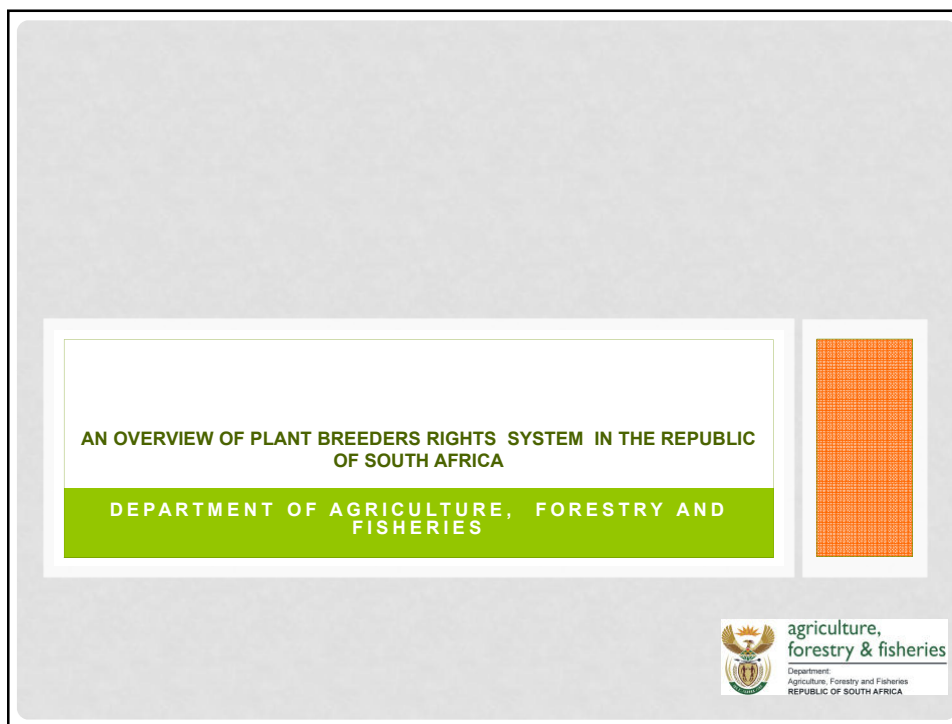 AN OVERVIEW OF PLANT BREEDERS RIGHTS SYSTEM IN THE REPUBLIC
OF SOUTH AFRICA
DEPARTMENT OF AGRICULTURE, FORESTRY AND
FISHERIES
agriculture,
forestry & fisheries
Department:
Agriculture, Forestry and Fisheries
REPUBLIC OF SOUTH AFRICA